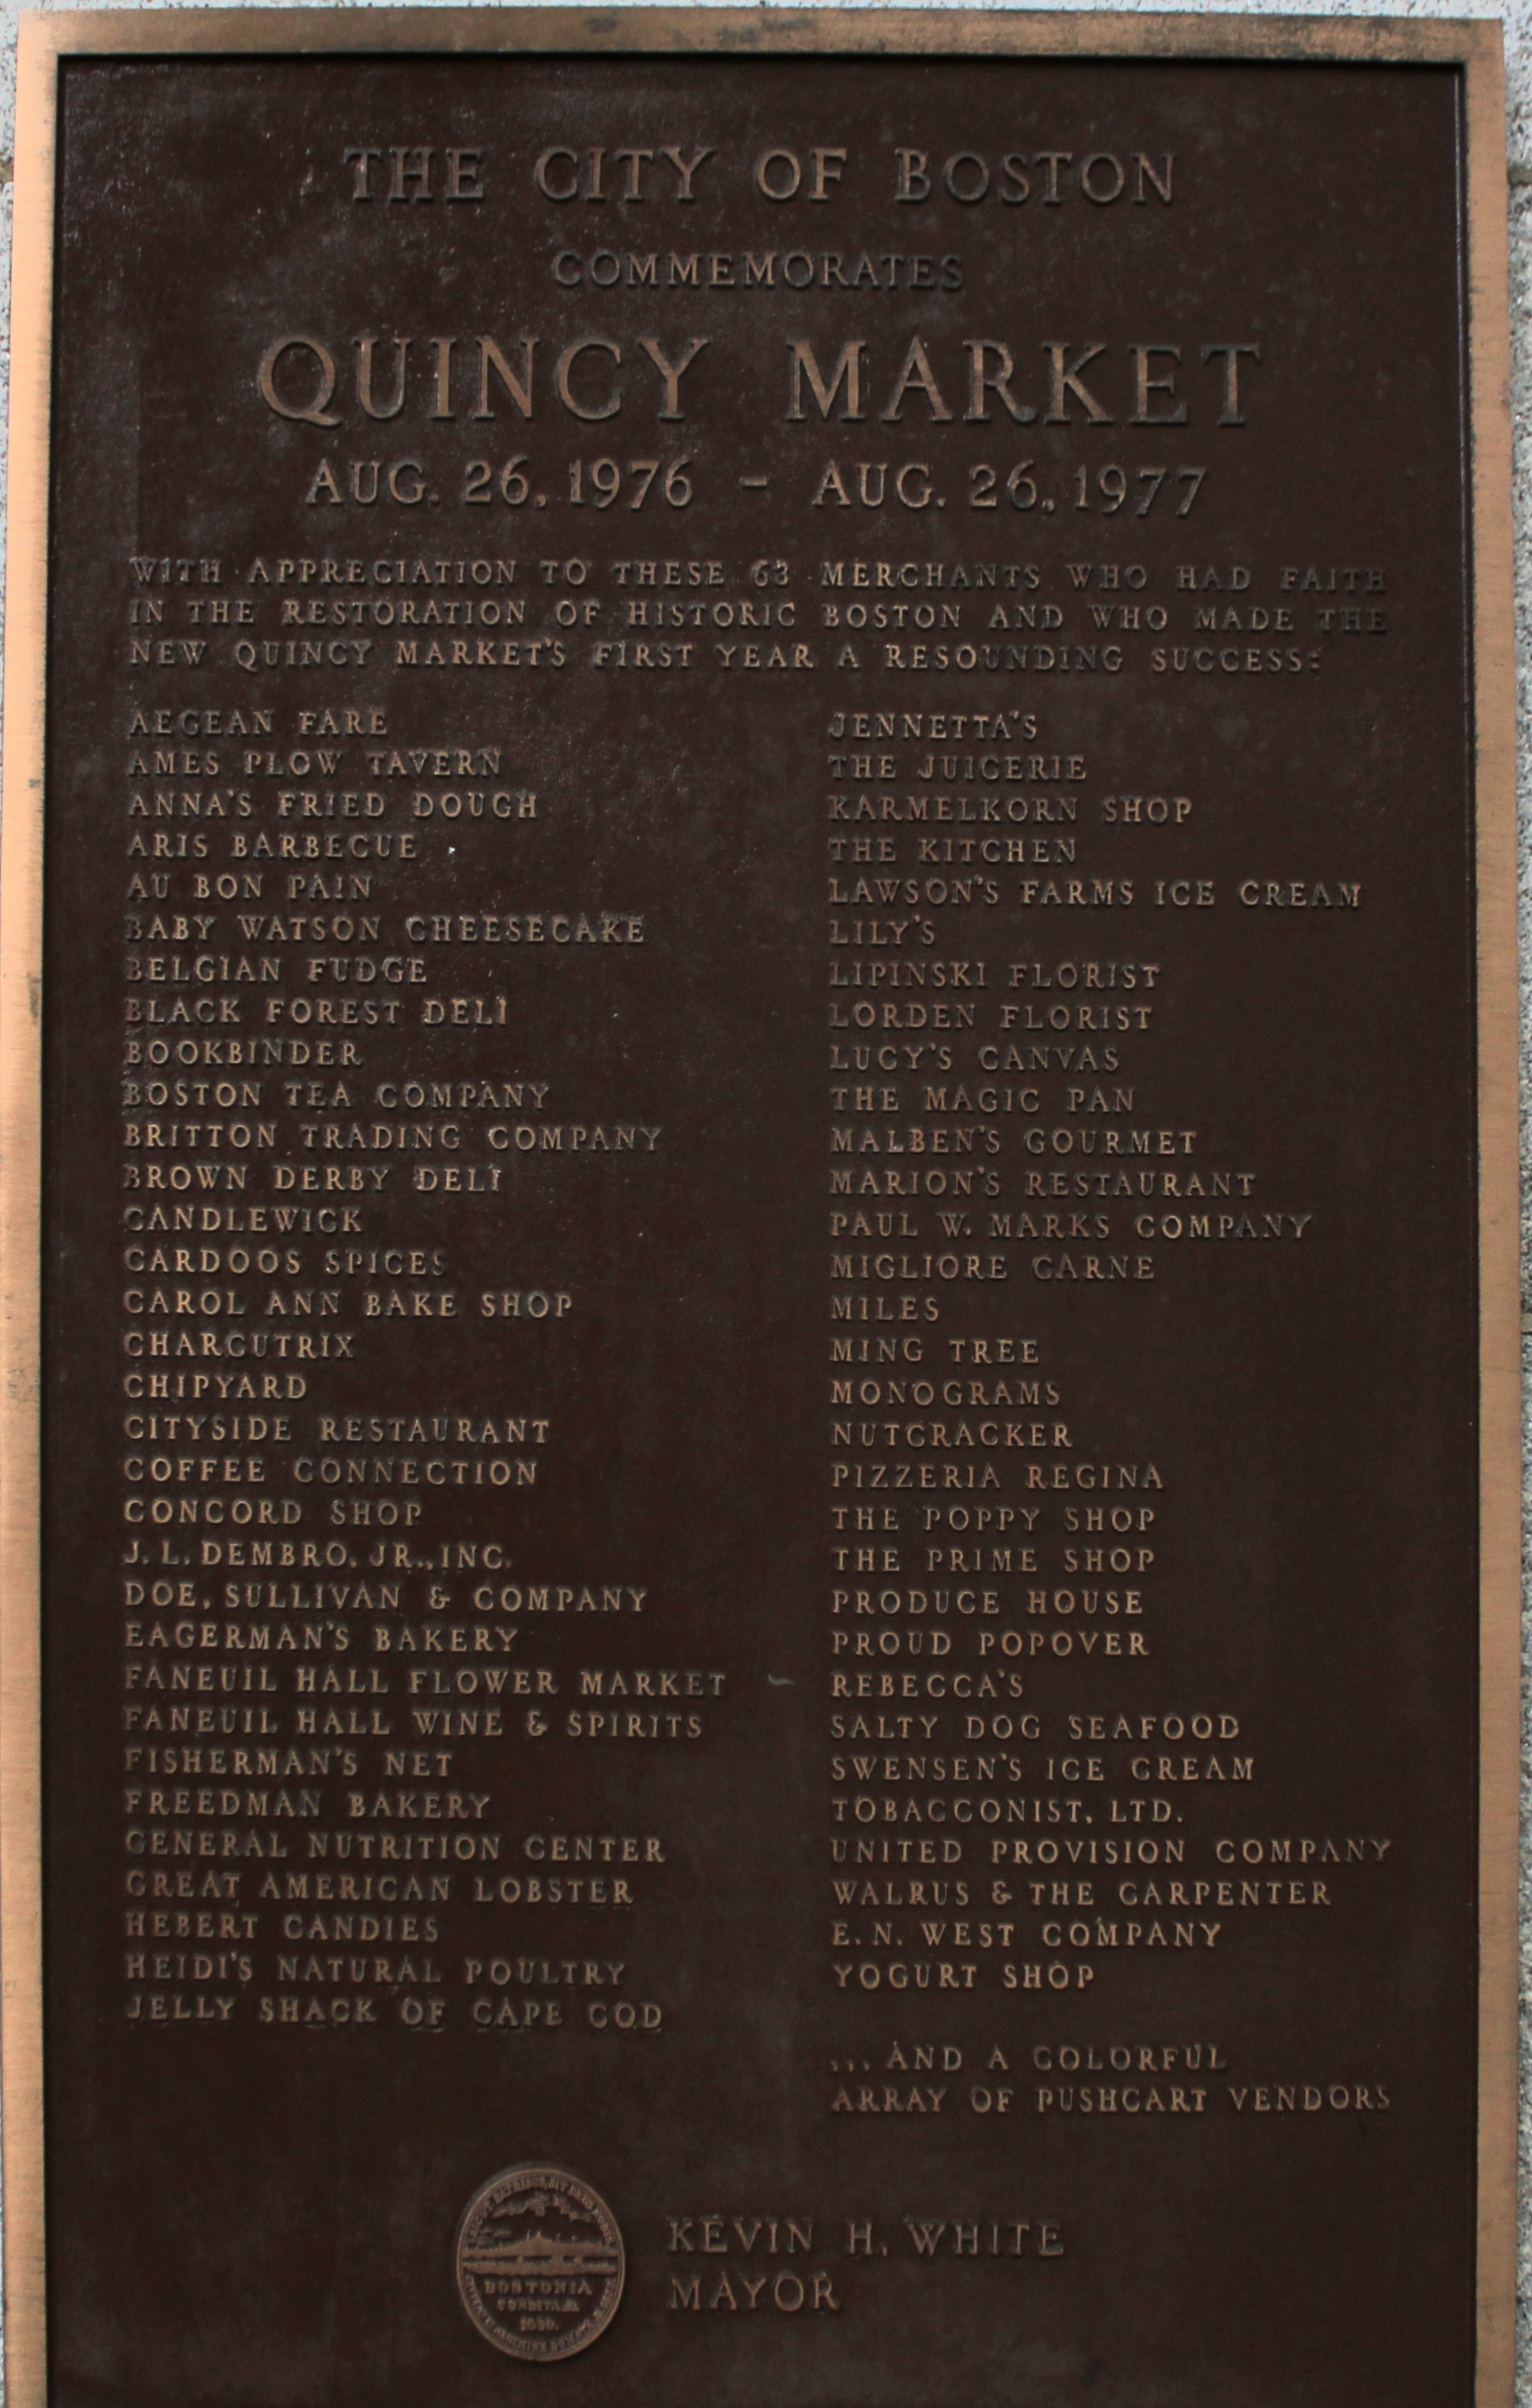 THE CITY OF BOSTON
COMMEMORATES
QUINCY MARKET
AUG. 26, 1976 - AUG. 26, 1977
WITH APPRECIATION TO THESE 63 MERCHANTS WHO HAD FAITH
IN THE RESTORATION OF HISTORIC BOSTON AND WHO MADE THE
NEW QUINCY MARKET'S FIRST YEAR A RESOUNDING SUCCESS:
AEGEAN FARE
AMES PLOW TAVERN
ANNA'S FRIED DOUGH
ARIS BARBECUE
AU BON PAIN
BABY WATSON CHEESECAKE
BELGIAN FUDGE
BLACK FOREST DELI
BOOKBINDER
BOSTON TEA COMPANY
BRITTON TRADING COMPANY
BROWN DERBY DELI
CANDLEWICK
CARDOOS SPICES
CAROL ANN BAKE SHOP
CHARCUTRIX
CHIPYARD
CITYSIDE RESTAURANT
COFFEE CONNECTION
CONCORD SHOP
J. L. DEMBRO, JR., INC.
DOE, SULLIVAN & COMPANY
EAGERMAN'S BAKERY
FANEUIL HALL FLOWER MARKET
FANEUIL HALL WINE & SPIRITS
FISHERMAN'S NET
FREEDMAN BAKERY
GENERAL NUTRITION CENTER
GREAT AMERICAN LOBSTER
HEBERT CANDIES
HEIDI'S NATURAL POULTRY
JELLY SHACK OF CAPE COD
JENNETTA'S
THE JUICERIE
KARMELKORN SHOP
THE KITCHEN
LAWSON'S FARMS ICE CREAM
LILY'S
LIPINSKI FLORIST
LORDEN FLORIST
LUCY'S CANVAS
THE MAGIC PAN
MALBEN'S GOURMET
MARION'S RESTAURANT
PAUL W. MARKS COMPANY
MIGLIORE CARNE
MILES
MING TREE
MONOGRAMS
NUTCRACKER
PIZZERIA REGINA
THE POPPY SHOP
THE PRIME SHOP
PRODUCE HOUSE
PROUD POPOVER
REBECCA'S
SALTY DOG SEAFOOD
SWENSEN'S ICE CREAM
TOBACCONIST, LTD.
UNITED PROVISION COMPANY
WALRUS & THE CARPENTER
E. N. WEST COMPANY
YOGURT SHOP
... AND A COLORFUL
ARRAY OF PUSHCART VENDORS
BOSTONIA
KEVIN H. WHITE
MAYOR